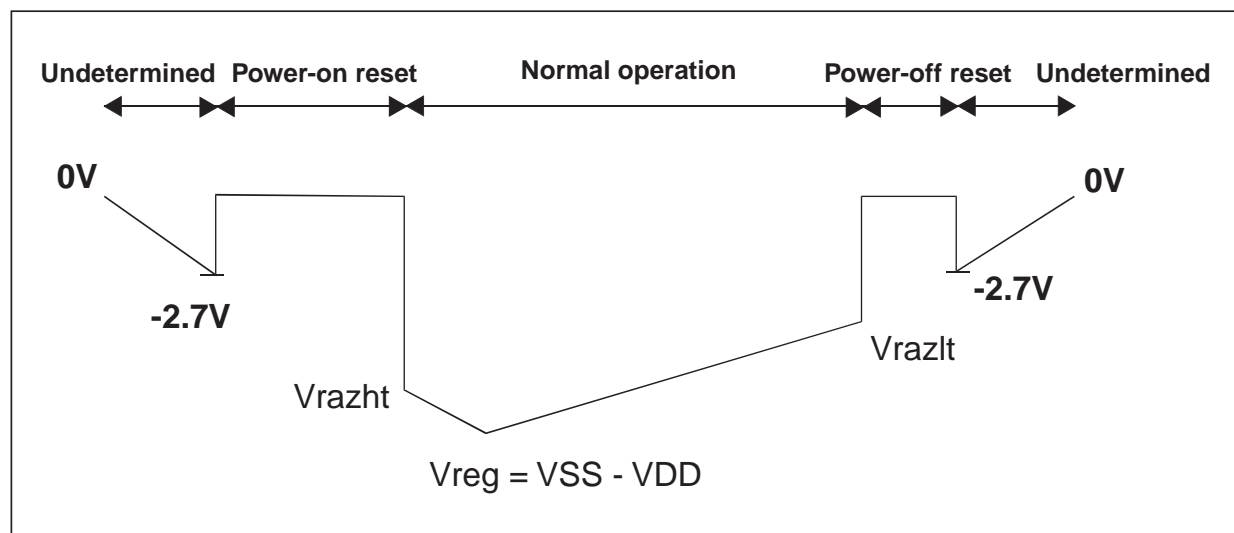 Undetermined Power-on reset Normal operation Power-off reset Undetermined
0V 0V
-2.7V -2.7V
Vrazht Vrazlt
Vreg = VSS - VDD